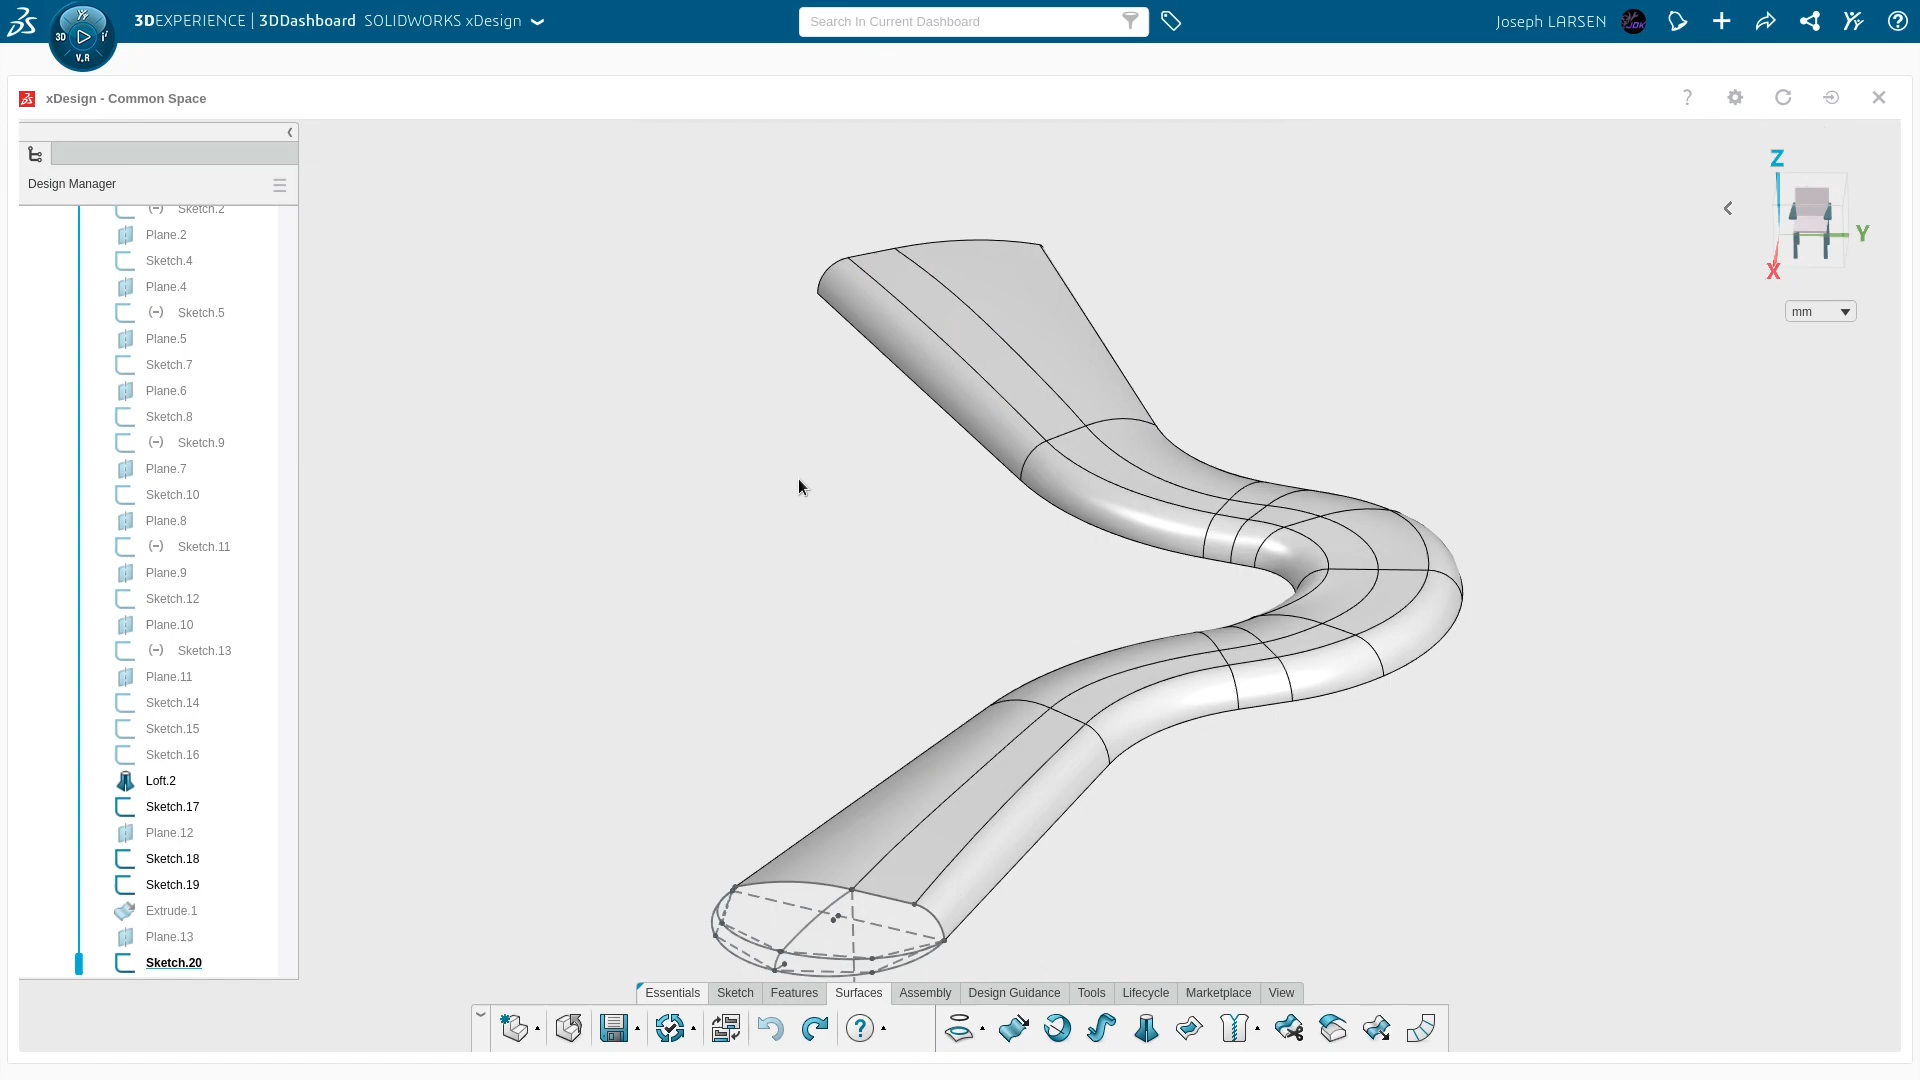 3DEXPERIENCE | 3DDashboard SOLIDWORKS xDesign
3D
V.R
Search In Current Dashboard
Joseph LARSEN
xDesign - Common Space
?
Design Manager
(-) Sketch.2
Plane.2
Sketch.4
Plane.4
(-) Sketch.5
Plane.5
Sketch.7
Plane.6
Sketch.8
(-) Sketch.9
Plane.7
Sketch.10
Plane.8
(-) Sketch.11
Plane.9
Sketch.12
Plane.10
(-) Sketch.13
Plane.11
Sketch.14
Sketch.15
Sketch.16
Loft.2
Sketch.17
Plane.12
Sketch.18
Sketch.19
Extrude.1
Plane.13
Sketch.20
Z
Y
X
mm
Essentials Sketch Features Surfaces Assembly Design Guidance Tools Lifecycle Marketplace View